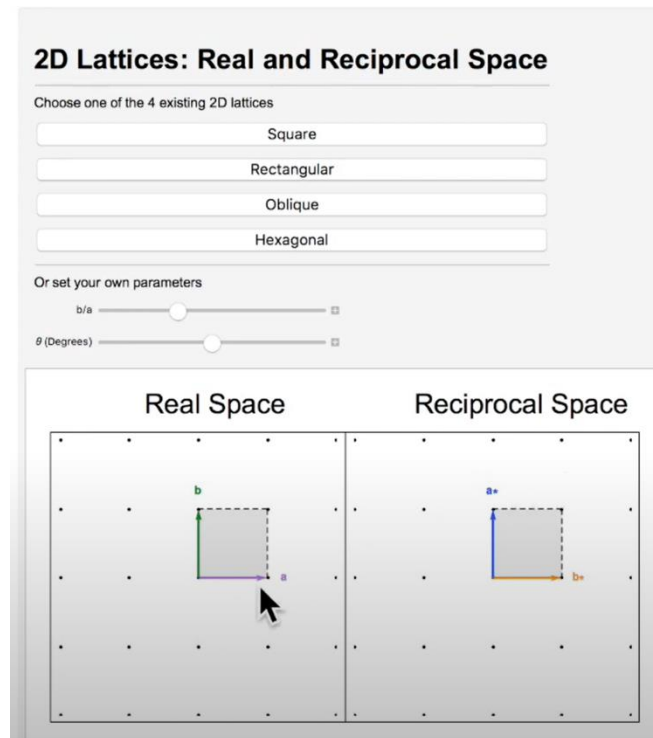 2D Lattices: Real and Reciprocal Space
Choose one of the 4 existing 2D lattices
Square
Rectangular
Oblique
Hexagonal
Or set your own parameters
b/a
θ (Degrees)
Real Space
Reciprocal Space
b
a
a*
b*